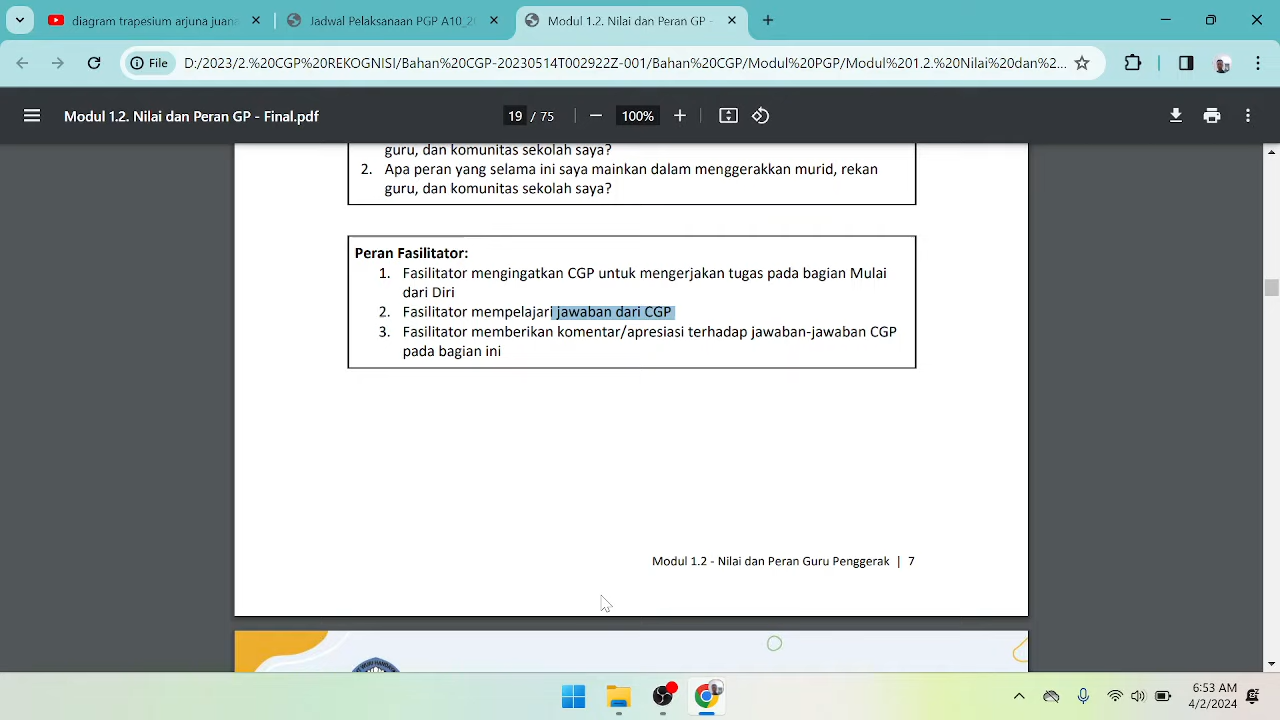 diagram trapesium arjuna juana
Jadwal Pelaksanaan PGP A10_20
Modul 1.2. Nilai dan Peran GP -
File
D:/2023/2.%20CGP%20REKOGNISI/Bahan%20CGP-20230514T002922Z-001/Bahan%20CGP/Modul%20PGP/Modul%201.2.%20Nilai%20dan%2...
Modul 1.2. Nilai dan Peran GP - Final.pdf
19 / 75
100%
guru, dan komunitas sekolah saya?
2. Apa peran yang selama ini saya mainkan dalam menggerakkan murid, rekan
guru, dan komunitas sekolah saya?
Peran Fasilitator:
1. Fasilitator mengingatkan CGP untuk mengerjakan tugas pada bagian Mulai
dari Diri
2. Fasilitator mempelajari jawaban dari CGP
3. Fasilitator memberikan komentar/apresiasi terhadap jawaban-jawaban CGP
pada bagian ini
Modul 1.2 - Nilai dan Peran Guru Penggerak | 7
6:53 AM
4/2/2024